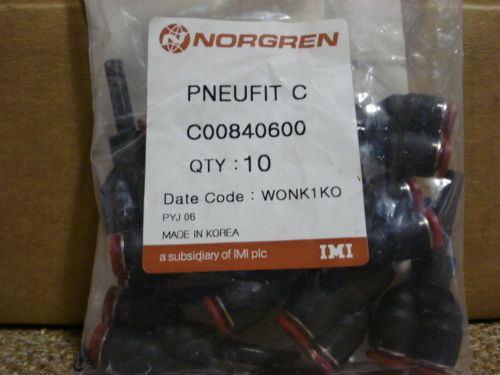 NORGREN
PNEUFIT C
C00840600
QTY : 10
Date Code : WONK1KO
PYJ 06
MADE IN KOREA
a subsidiary of IMI plc IMI